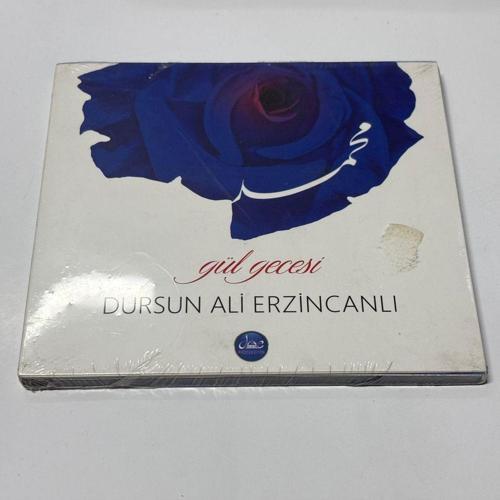 محمد
gül gecesi
DURSUN ALİ ERZİNCANLI